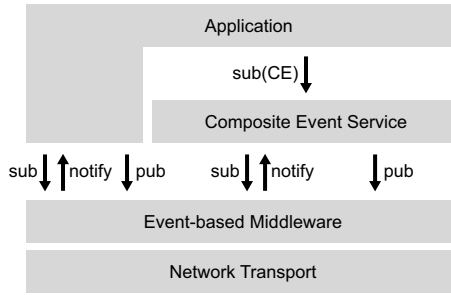 Application
sub(CE)
Composite Event Service
sub notify pub sub notify pub
Event-based Middleware
Network Transport